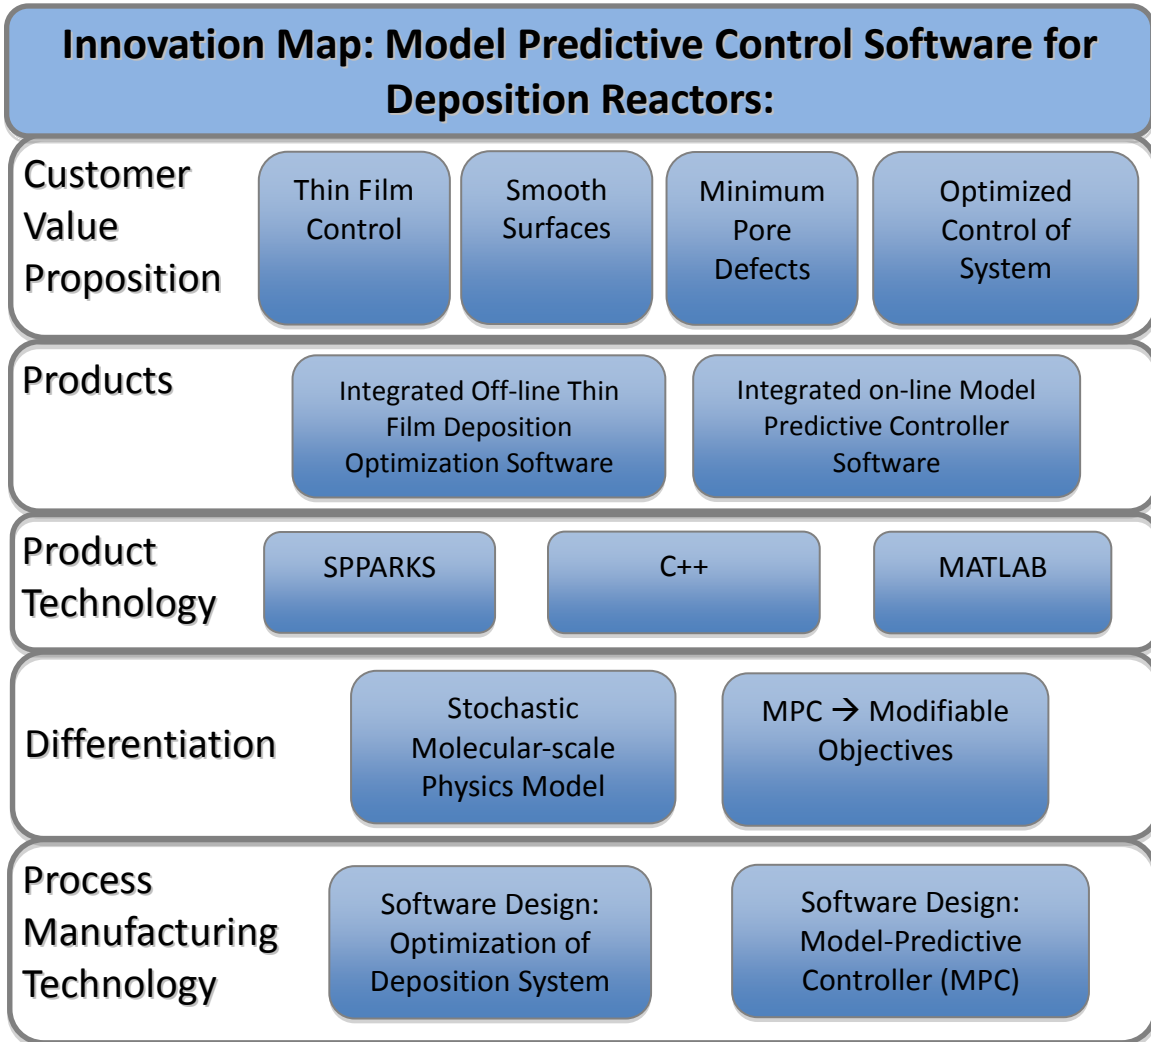 Innovation Map: Model Predictive Control Software for
Deposition Reactors:
Customer
Value
Proposition
Thin Film
Control
Smooth
Surfaces
Minimum
Pore
Defects
Optimized
Control of
System
Products
Integrated Off-line Thin
Film Deposition
Optimization Software
Integrated on-line Model
Predictive Controller
Software
Product
Technology
SPPARKS
C++
MATLAB
Differentiation
Stochastic
Molecular-scale
Physics Model
MPC → Modifiable
Objectives
Process
Manufacturing
Technology
Software Design:
Optimization of
Deposition System
Software Design:
Model-Predictive
Controller (MPC)